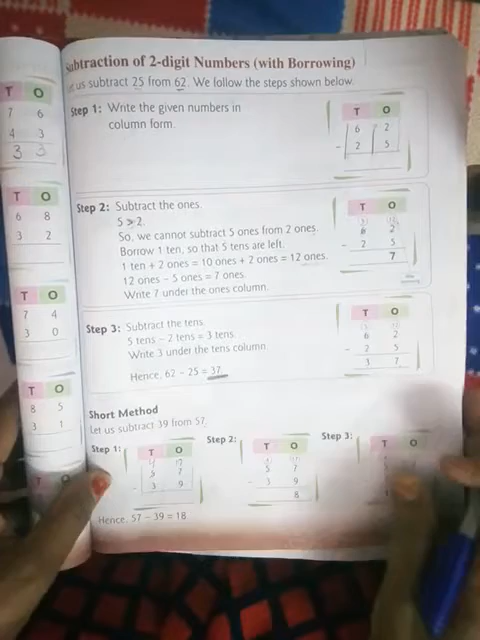 T O
7 6
4 3
3 3
T O
6 8
3 2
T O
7 4
3 0
T O
8 5
3 1
T O
Subtraction of 2-digit Numbers (with Borrowing)
us subtract 25 from 62. We follow the steps shown below.
Step 1: Write the given numbers in
column form.
T O
6 2
- 2 5
Step 2: Subtract the ones.
5 > 2.
So, we cannot subtract 5 ones from 2 ones.
Borrow 1 ten, so that 5 tens are left.
1 ten + 2 ones = 10 ones + 2 ones = 12 ones.
12 ones - 5 ones = 7 ones.
Write 7 under the ones column.
T O
5 12
6 2
- 2 5
7
Step 3: Subtract the tens.
5 tens - 2 tens = 3 tens.
Write 3 under the tens column.
Hence, 62 - 25 = 37.
T O
5 12
6 2
- 2 5
3 7
Short Method
Let us subtract 39 from 57.
Step 1:
T O
4 17
5 7
- 3 9
Step 2:
T O
4 17
5 7
- 3 9
8
Step 3:
T O
Hence, 57 - 39 = 18.